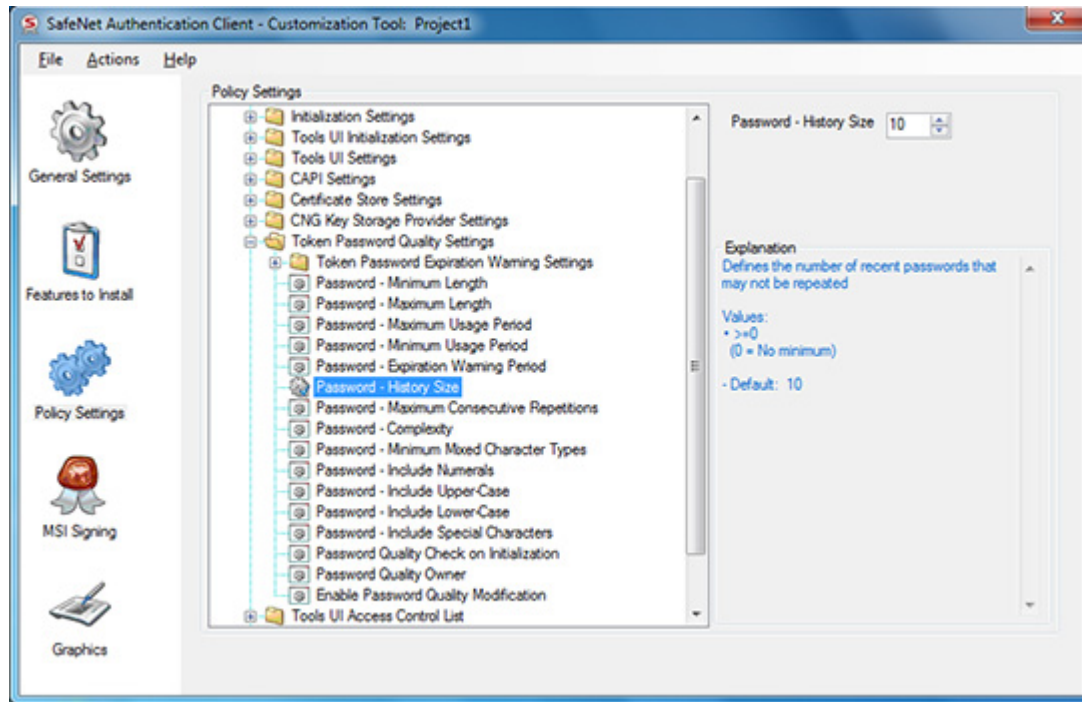 SafeNet Authentication Client - Customization Tool: Project1
File Actions Help
General Settings
Features to Install
Policy Settings
MSI Signing
Graphics
Policy Settings
Initialization Settings
Tools UI Initialization Settings
Tools UI Settings
CAPI Settings
Certificate Store Settings
CNG Key Storage Provider Settings
Token Password Quality Settings
Token Password Expiration Warning Settings
Password - Minimum Length
Password - Maximum Length
Password - Maximum Usage Period
Password - Minimum Usage Period
Password - Expiration Warning Period
Password - History Size
Password - Maximum Consecutive Repetitions
Password - Complexity
Password - Minimum Mixed Character Types
Password - Include Numerals
Password - Include Upper-Case
Password - Include Lower-Case
Password - Include Special Characters
Password Quality Check on Initialization
Password Quality Owner
Enable Password Quality Modification
Tools UI Access Control List
Password - History Size 10
Explanation
Defines the number of recent passwords that
may not be repeated
Values:
• >=0
(0 = No minimum)
- Default: 10